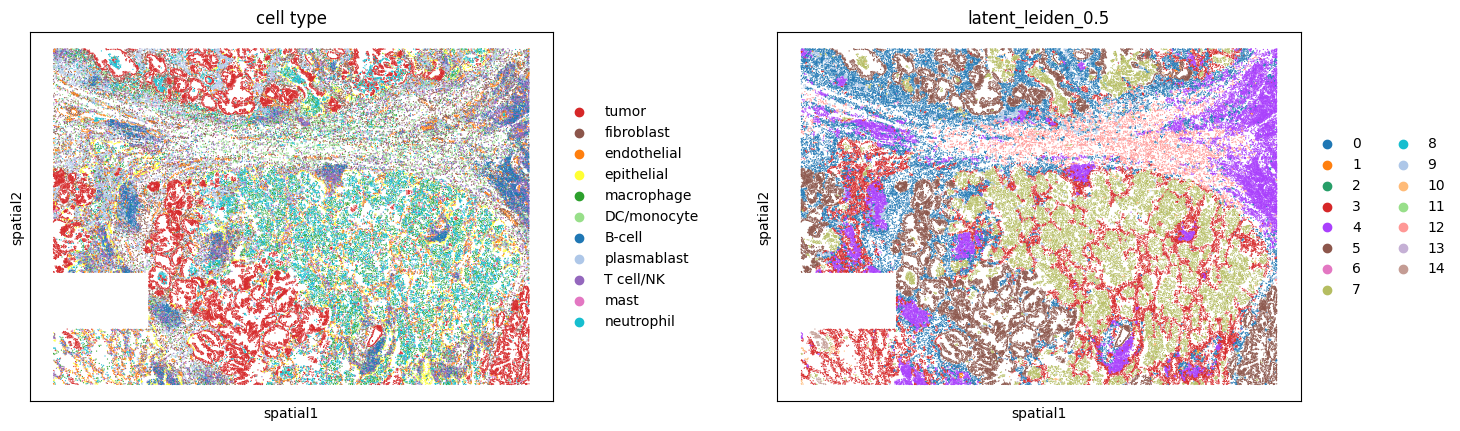 cell type
spatial2
spatial1
tumor
fibroblast
endothelial
epithelial
macrophage
DC/monocyte
B-cell
plasmablast
T cell/NK
mast
neutrophil
latent_leiden_0.5
spatial2
spatial1
0
1
2
3
4
5
6
7
8
9
10
11
12
13
14